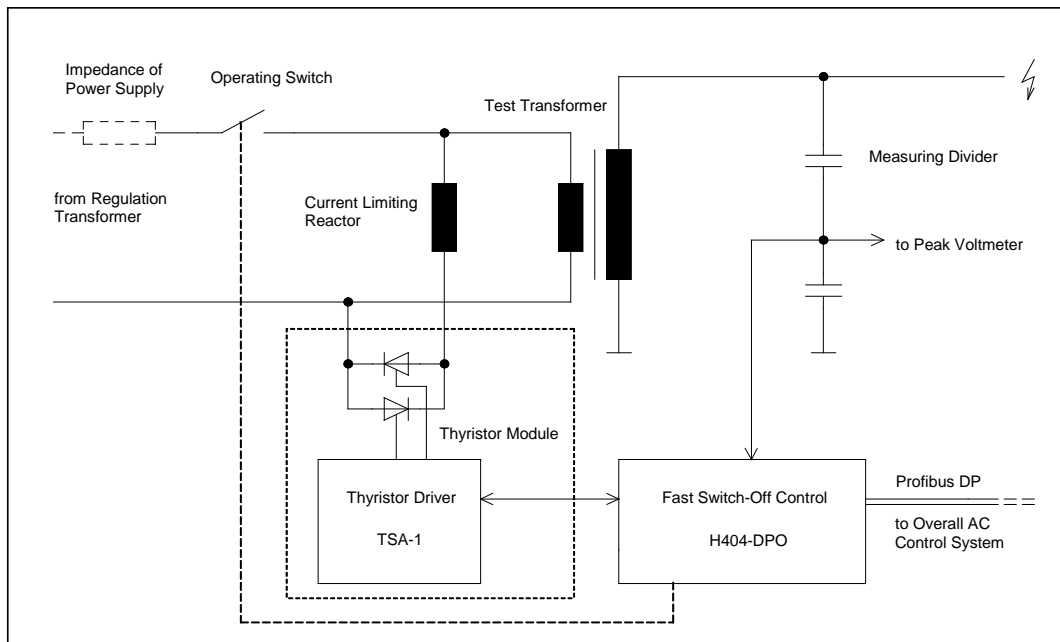 Impedance of
Power Supply
Operating Switch
Test Transformer
Measuring Divider
from Regulation
Transformer
Current Limiting
Reactor
to Peak Voltmeter
Thyristor Module
Thyristor Driver
TSA-1
Fast Switch-Off Control
H404-DPO
Profibus DP
to Overall AC
Control System